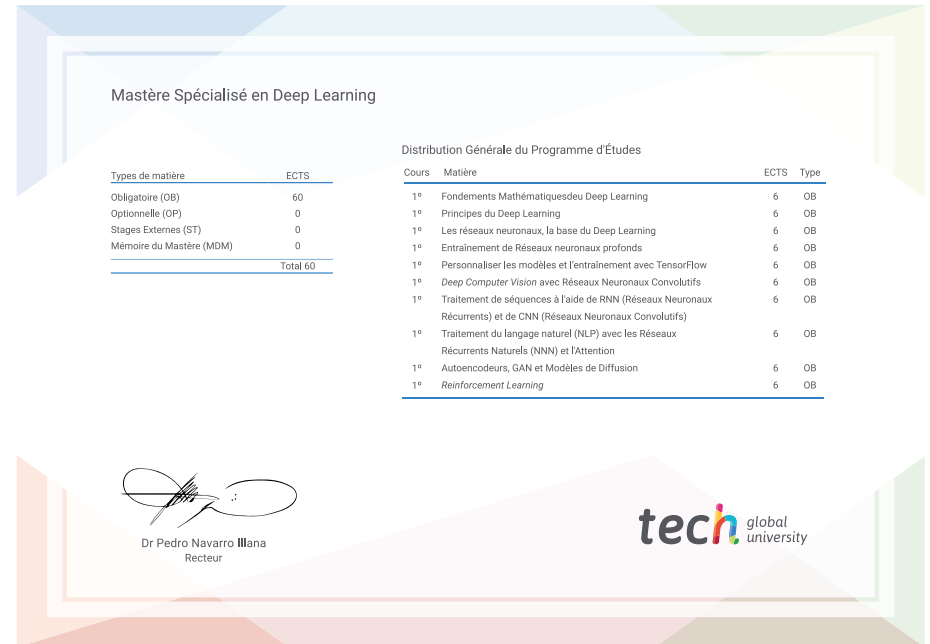 Mastère Spécialisé en Deep Learning
Types de matière ECTS
Obligatoire (OB) 60
Optionnelle (OP) 0
Stages Externes (ST) 0
Mémoire du Mastère (MDM) 0
Total 60
Distribution Générale du Programme d'Études
Cours Matière ECTS Type
1º Fondements Mathématiquesdeu Deep Learning 6 OB
1º Principes du Deep Learning 6 OB
1º Les réseaux neuronaux, la base du Deep Learning 6 OB
1º Entraînement de Réseaux neuronaux profonds 6 OB
1º Personnaliser les modèles et l'entraînement avec TensorFlow 6 OB
1º Deep Computer Vision avec Réseaux Neuronaux Convolutifs 6 OB
1º Traitement de séquences à l'aide de RNN (Réseaux Neuronaux 6 OB
Récurrents) et de CNN (Réseaux Neuronaux Convolutifs)
1º Traitement du langage naturel (NLP) avec les Réseaux 6 OB
Récurrents Naturels (NNN) et l'Attention
1º Autoencodeurs, GAN et Modèles de Diffusion 6 OB
1º Reinforcement Learning 6 OB
Dr Pedro Navarro Illana
Recteur
tech global
university